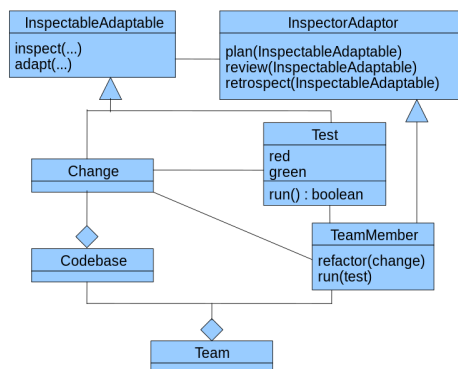 InspectableAdaptable
inspect(...)
adapt(...)
InspectorAdaptor
plan(InspectableAdaptable)
review(InspectableAdaptable)
retrospect(InspectableAdaptable)
Test
red
green
run() : boolean
Change
TeamMember
refactor(change)
run(test)
Codebase
Team